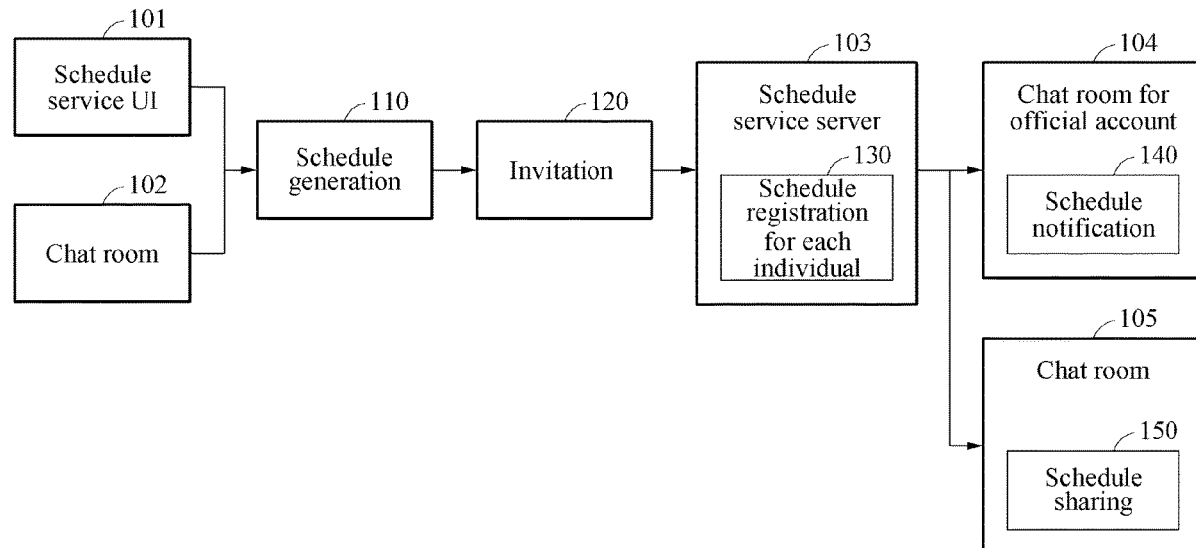 101
Schedule
service UI
102
Chat room
110
Schedule
generation
120
Invitation
103
Schedule
service server
130
Schedule
registration
for each
individual
104
Chat room for
official account
140
Schedule
notification
105
Chat room
150
Schedule
sharing